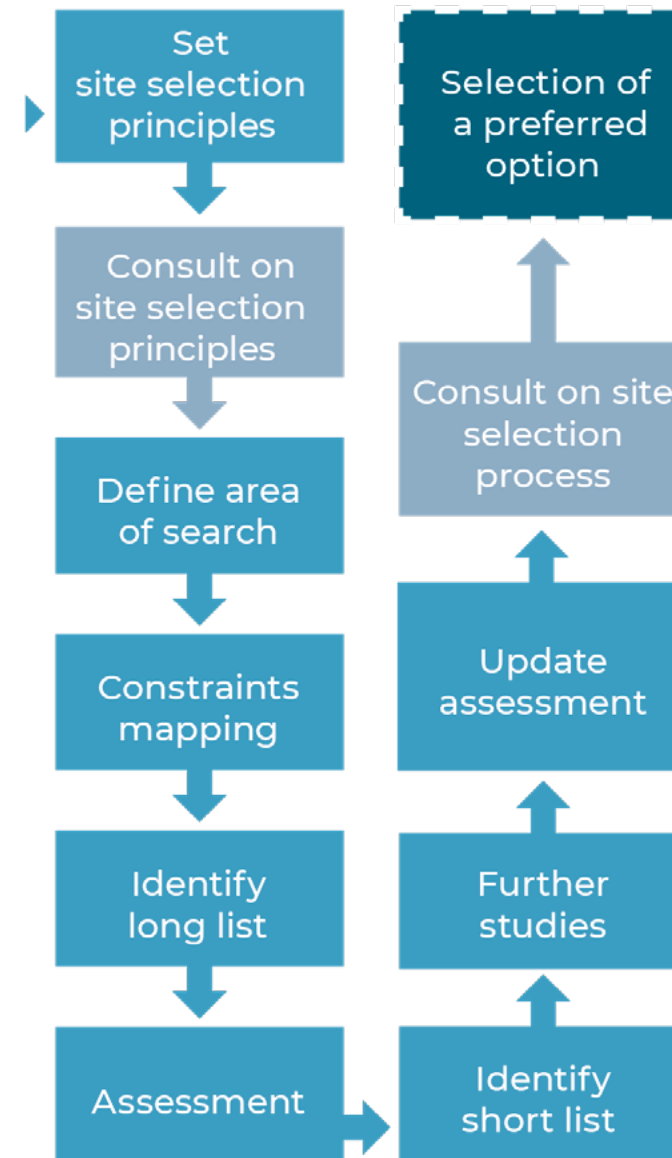 Set
site selection
principles
Consult on
site selection
principles
Define area
of search
Constraints
mapping
Identify
long list
Assessment
Identify
short list
Further
studies
Update
assessment
Consult on site
selection
process
Selection of
a preferred
option